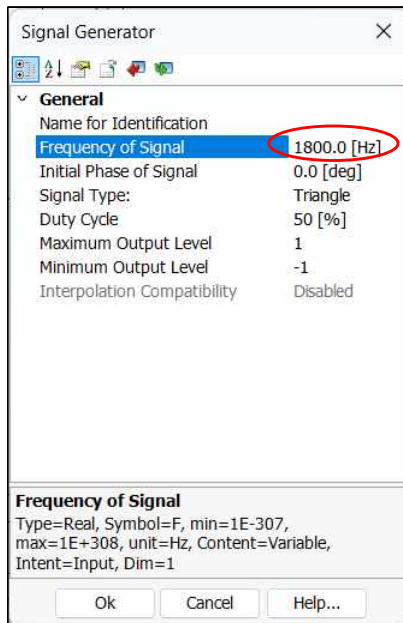 Signal Generator
General
Name for Identification
Frequency of Signal 1800.0 [Hz]
Initial Phase of Signal 0.0 [deg]
Signal Type: Triangle
Duty Cycle 50 [%]
Maximum Output Level 1
Minimum Output Level -1
Interpolation Compatibility Disabled
Frequency of Signal
Type=Real, Symbol=F, min=1E-307,
max=1E+308, unit=Hz, Content=Variable,
Intent=Input, Dim=1
Ok Cancel Help...